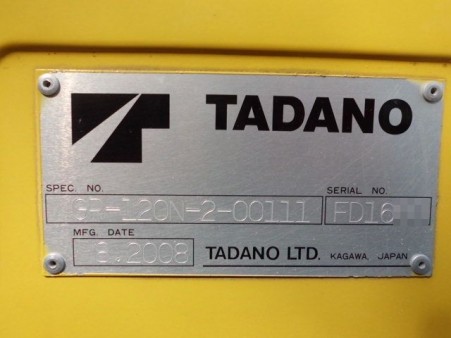 TADANO
SPEC. NO.
SERIAL NO.
GR-120N-2-00111 FD16
MFG. DATE
2008
TADANO LTD. KAGAWA, JAPAN